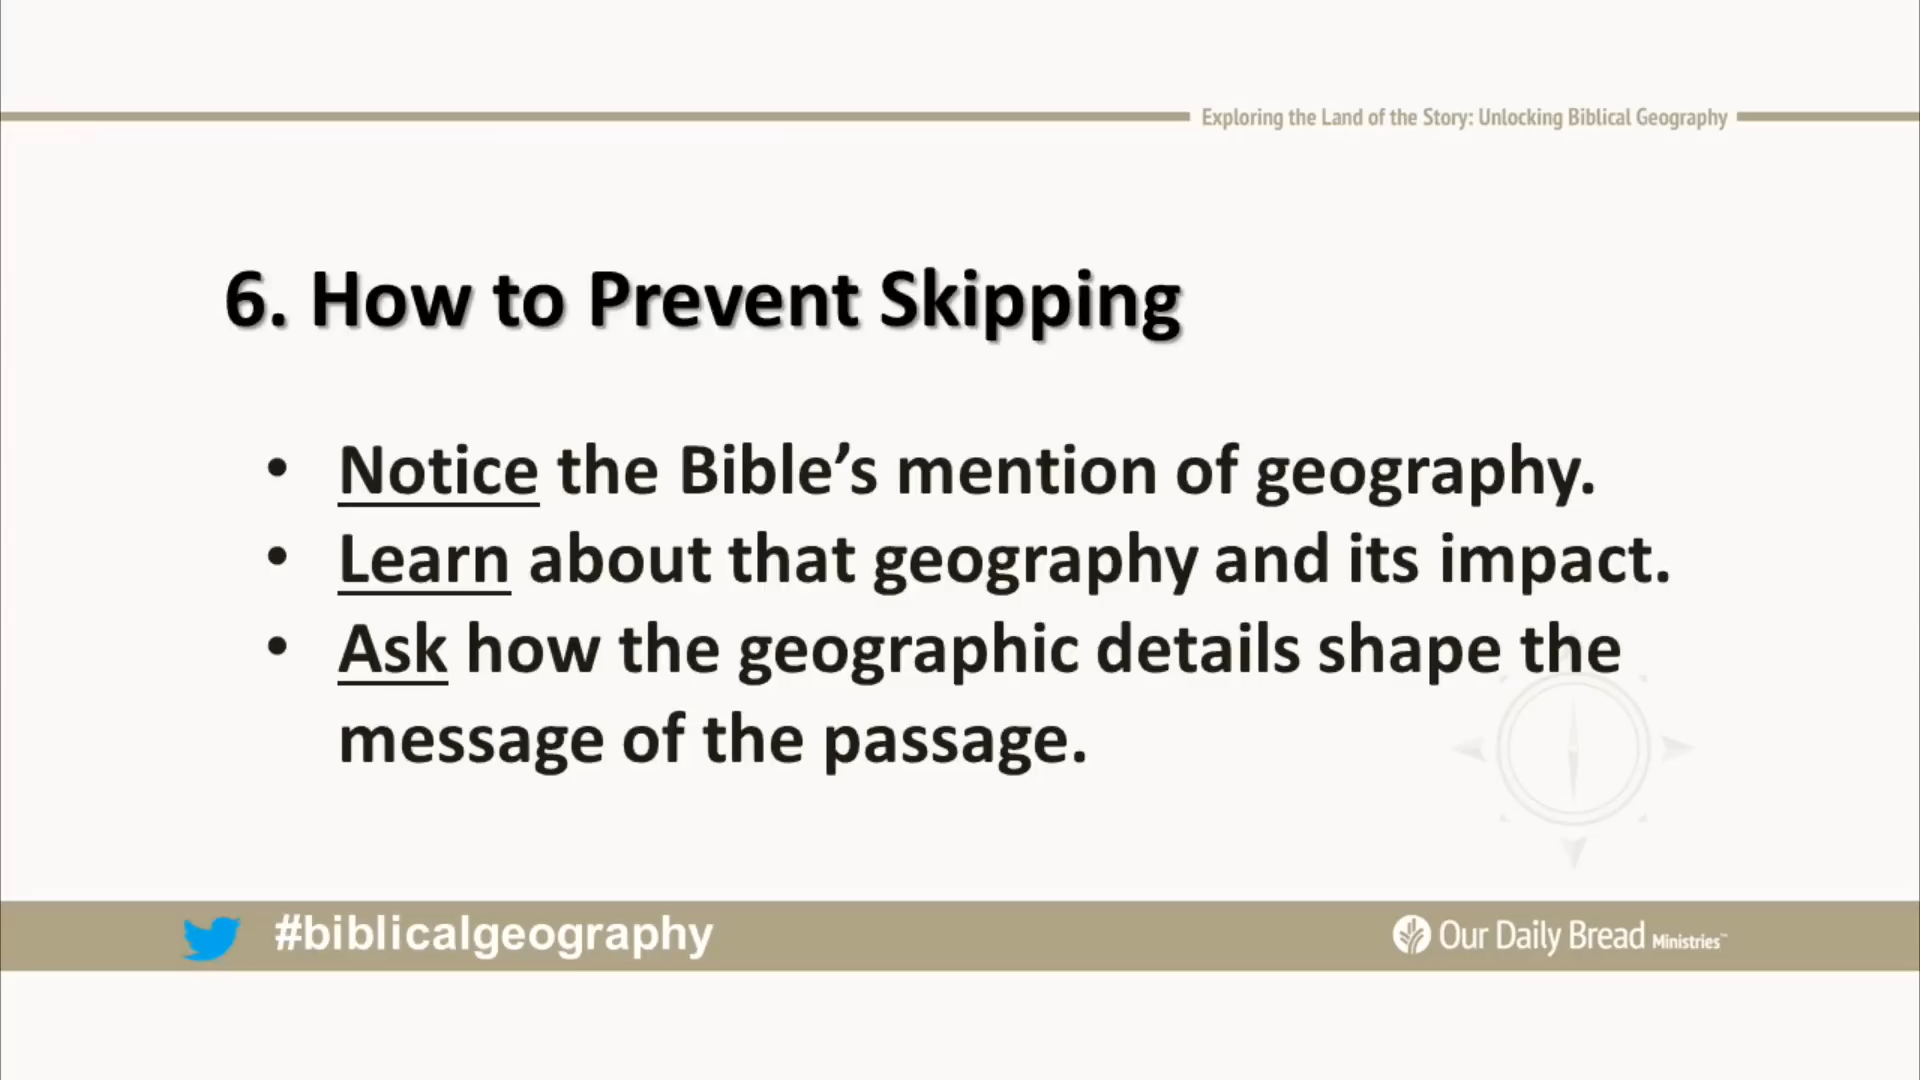 Exploring the Land of the Story: Unlocking Biblical Geography
6. How to Prevent Skipping
• Notice the Bible’s mention of geography.
• Learn about that geography and its impact.
• Ask how the geographic details shape the
message of the passage.
#biblicalgeography
Our Daily Bread Ministries™